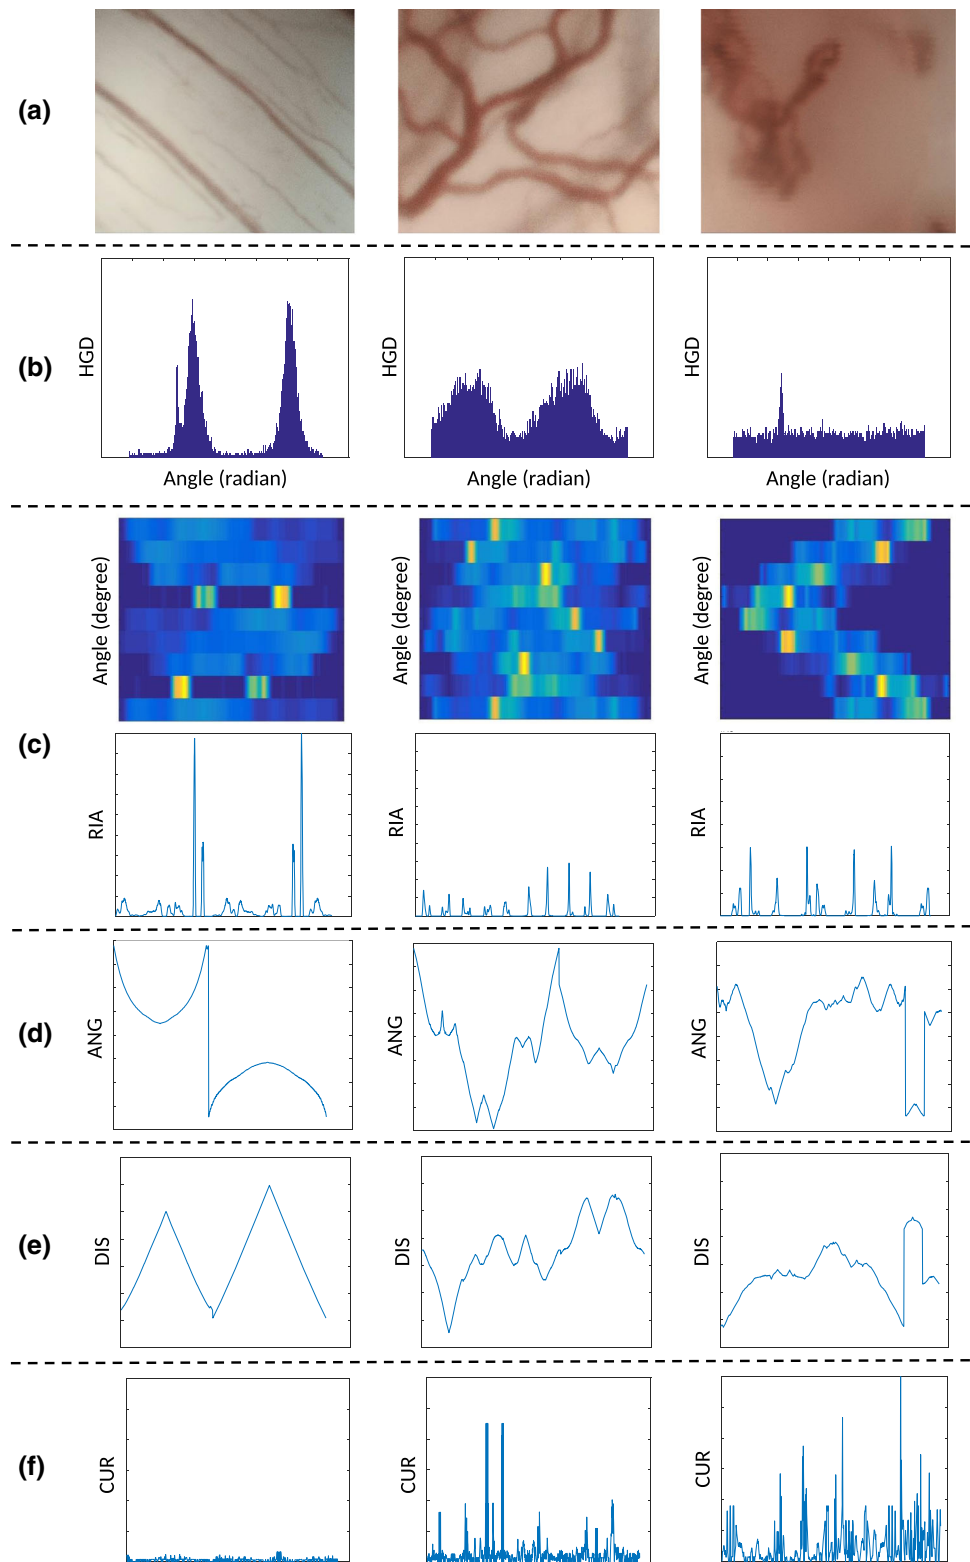 (a)
(b)
HGD
HGD
HGD
Angle (radian)
Angle (radian)
Angle (radian)
(c)
Angle (degree)
Angle (degree)
Angle (degree)
RIA
RIA
RIA
(d)
ANG
ANG
ANG
(e)
DIS
DIS
DIS
(f)
CUR
CUR
CUR